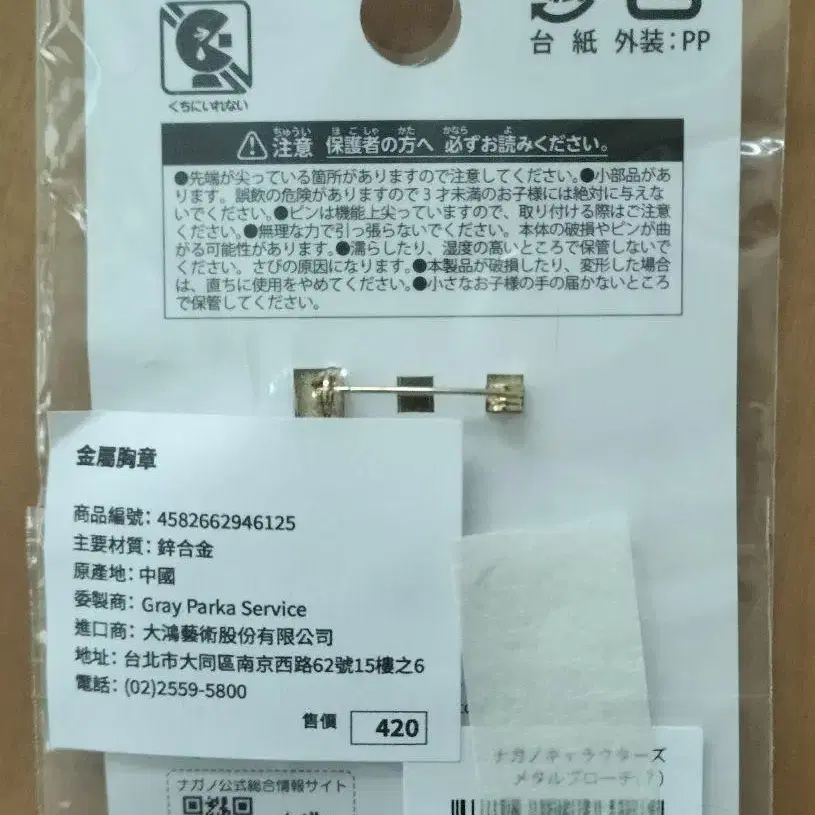 台 紙 外装：PP
くちにいれない
注意 保護者の方へ 必ずお読みください。
ちゅうい ほごしゃ かた かなら よ
●先端が尖っている箇所がありますので注意してください。●小部品があ
ります。誤飲の危険がありますので３才未満のお子様には絶対に与えな
いでください。●ピンは機能上尖っていますので、取り付ける際はご注意
ください。●無理な力で引っ張らないでください。本体の破損やピンが曲
がる可能性があります。●濡らしたり、湿度の高いところで保管しないで
ください。さびの原因になります。●本製品が破損したり、変形した場合
は、直ちに使用をやめてください。●小さなお子様の手の届かないところ
で保管してください。
金屬胸章
商品編號：4582662946125
主要材質：鋅合金
原產地：中國
委製商：Gray Parka Service
進口商：大鴻藝術股份有限公司
地址：台北市大同區南京西路62號15樓之6
電話：(02)2559-5800
售價 420
ナガノキャラクターズ
メタルブローチ(?)
ナガノ公式総合情報サイト